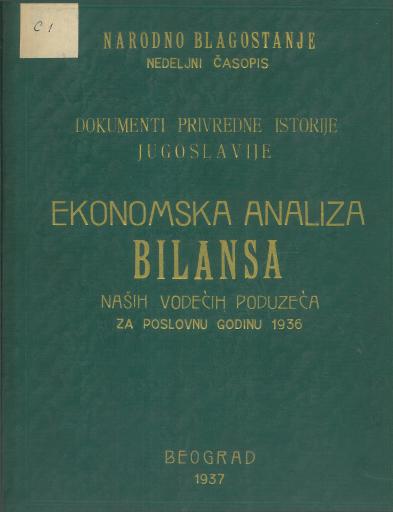 C 1
NARODNO BLAGOSTANJE
NEDELJNI ČASOPIS
DOKUMENTI PRIVREDNE ISTORIJE
JUGOSLAVIJE
EKONOMSKA ANALIZA
BILANSA
NAŠIH VODEĆIH PODUZEĆA
ZA POSLOVNU GODINU 1936
BEOGRAD
1937